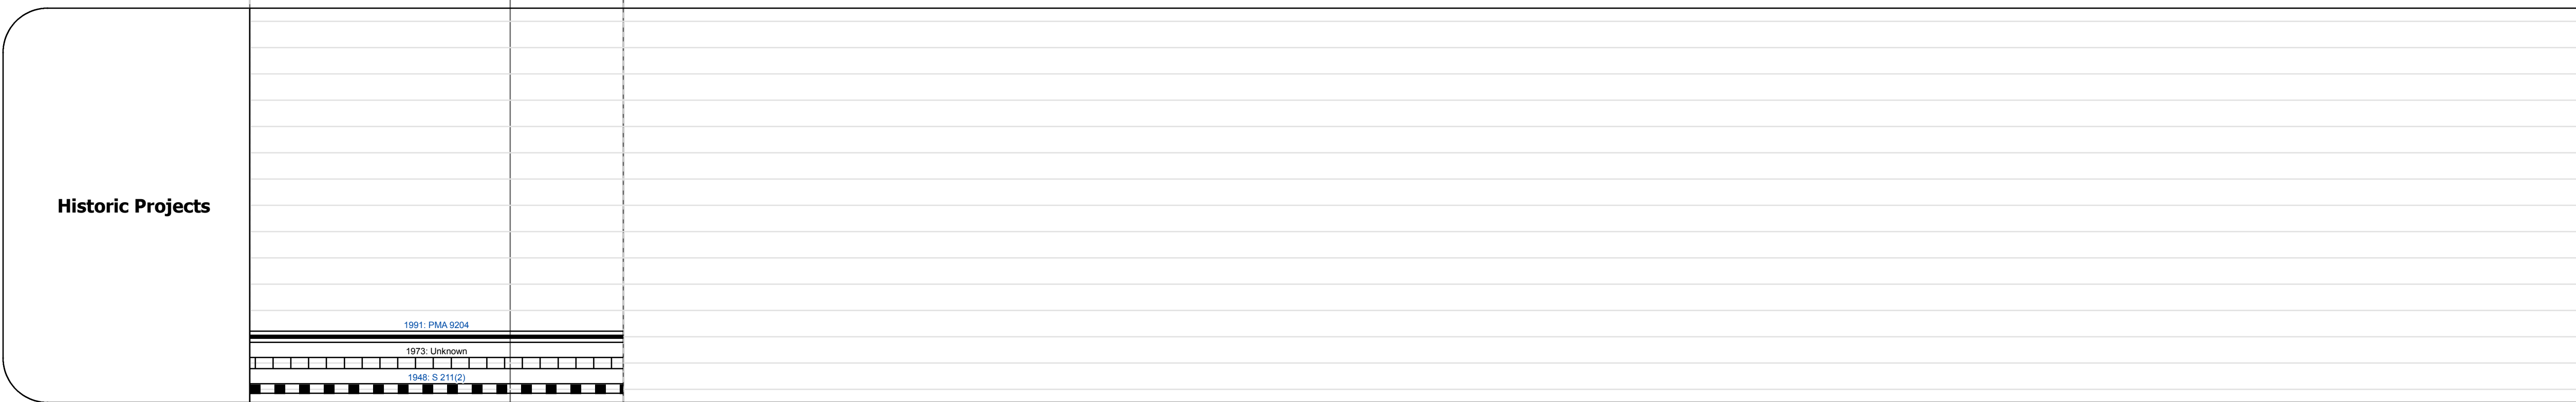 Historic Projects
1991: PMA 9204
1973: Unknown
1948: S 211(2)